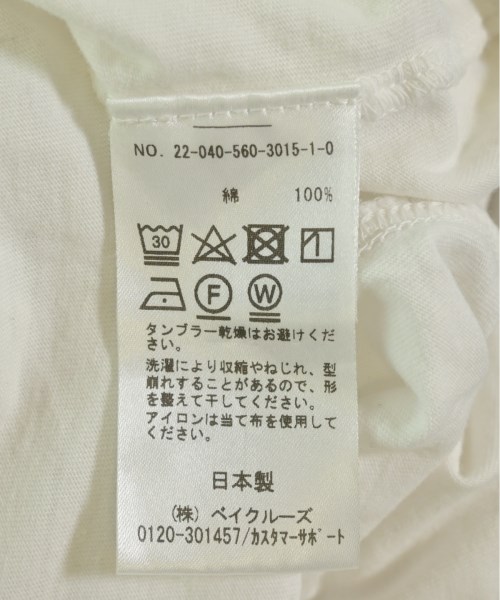 NO. 22-040-560-3015-1-0
綿 100%
30
F W
タンブラー乾燥はお避けくだ
さい。
洗濯により収縮やねじれ、型
崩れすることがあるので、形
を整えて干してください。
アイロンは当て布を使用して
ください。
日本製
(株) ベイクルーズ
0120-301457/カスタマーサポート